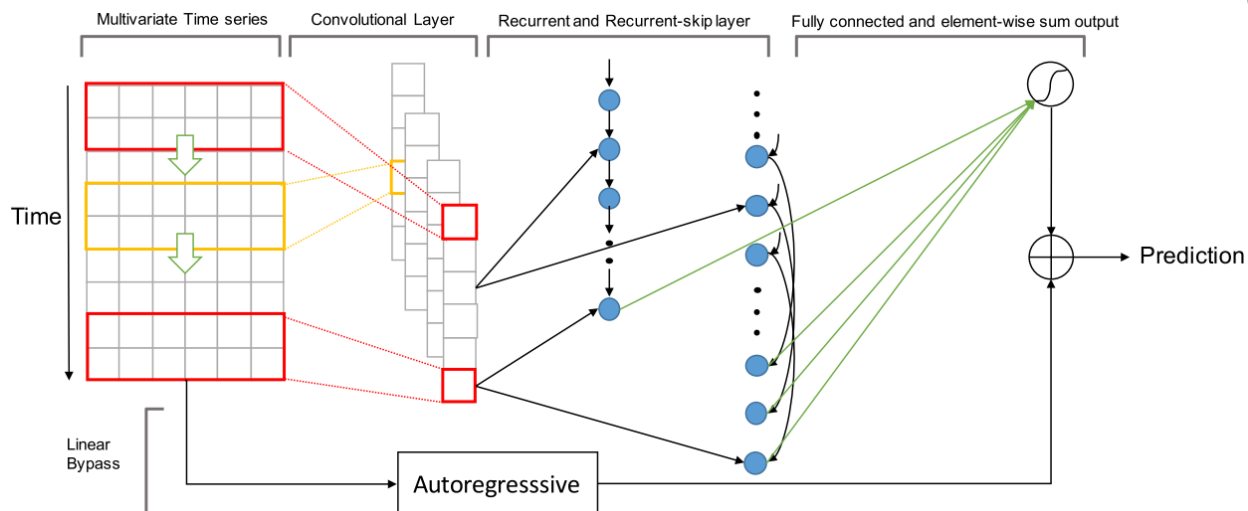 Multivariate Time series
Convolutional Layer
Recurrent and Recurrent-skip layer
Fully connected and element-wise sum output
Time
Prediction
Linear
Bypass
Autoregresssive